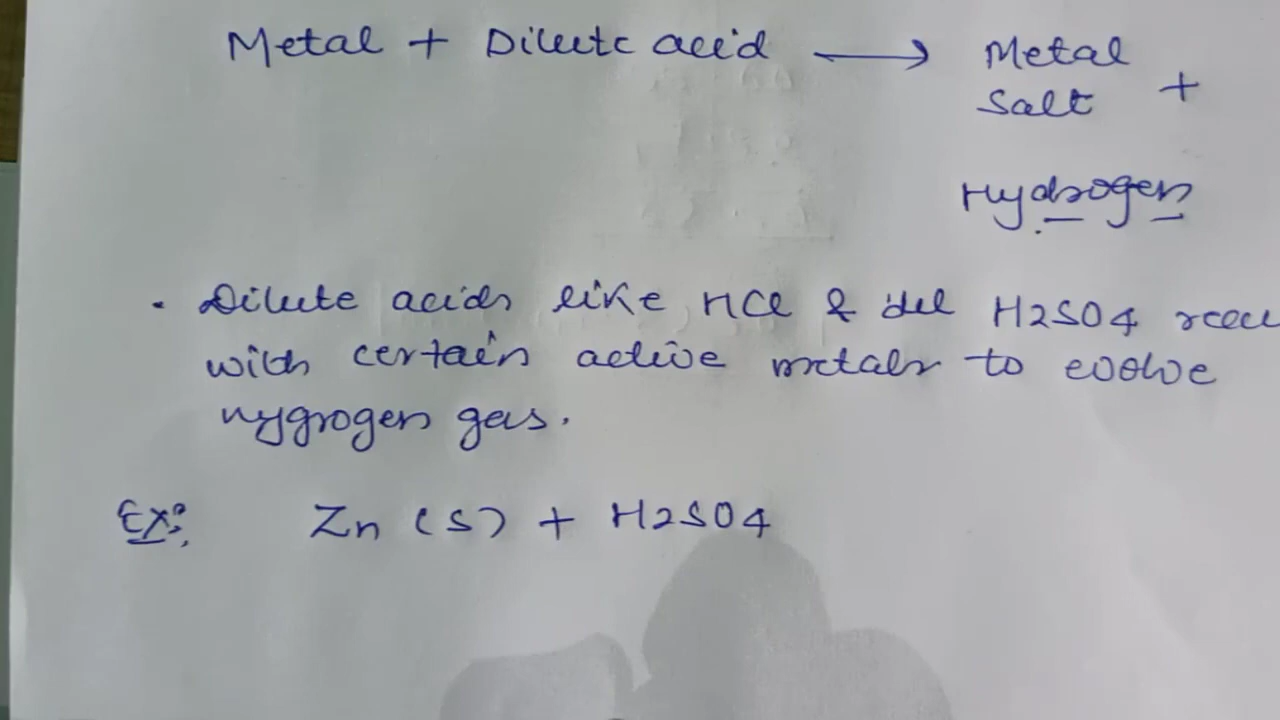 Metal + Dilute acid → Metal
Salt +
Hydrogen
. Dilute acids like HCl & dil H2SO4 reac
with certain active metals to evolve
hygrogen gas.
Ex: Zn (s) + H2SO4